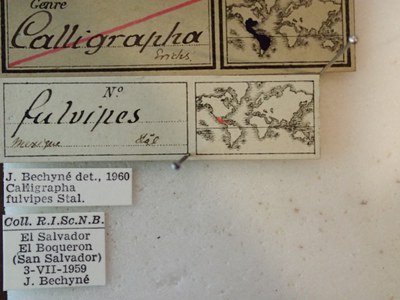 Genre
Calligrapha
Erichs.
N°
fulvipes
Mexique
J. Bechyné det., 1960
Calligrapha
fulvipes Stal.
Coll. R.I.Sc.N.B.
El Salvador
El Boqueron
(San Salvador)
3-VII-1959
J. Bechyné